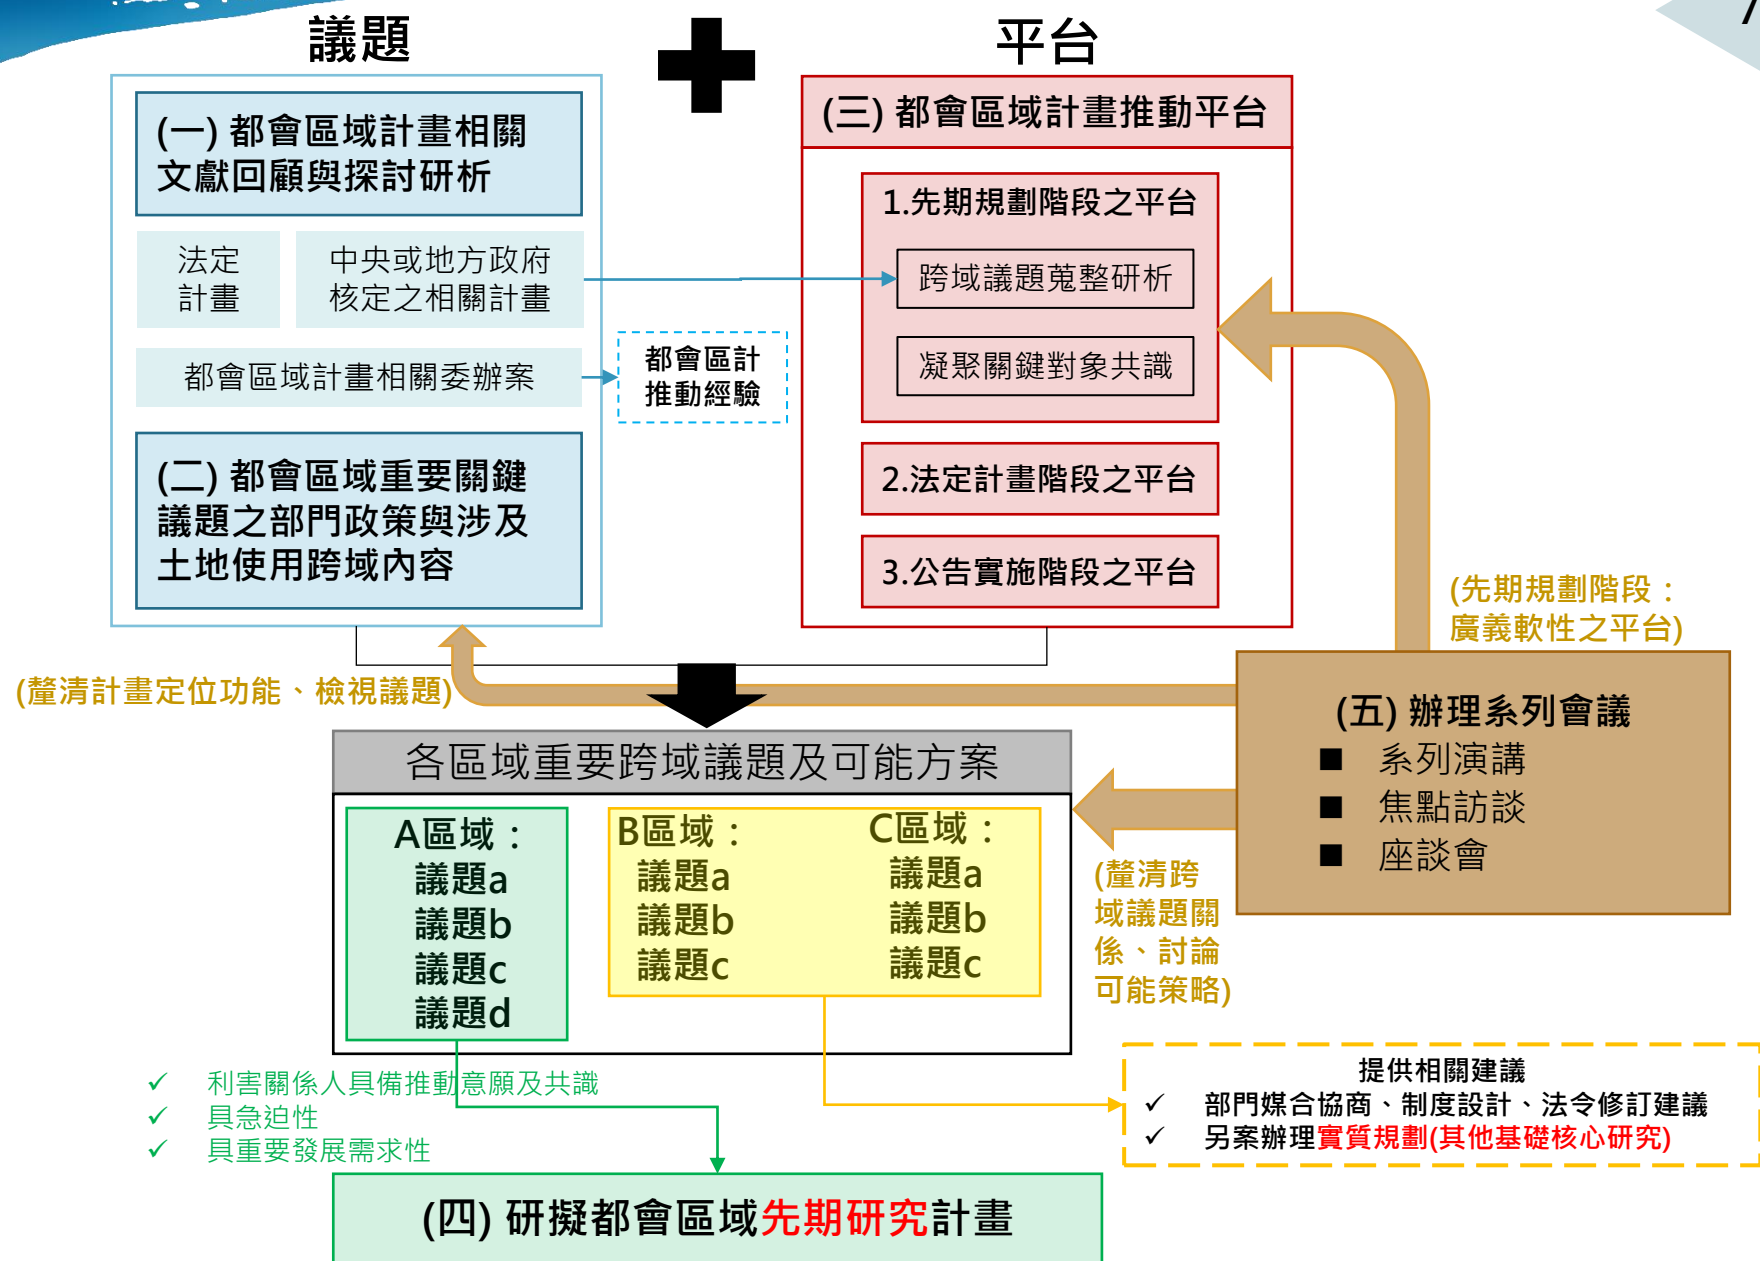 7
議題
平台
(一) 都會區域計畫相關
文獻回顧與探討研析
法定
計畫
中央或地方政府
核定之相關計畫
都會區域計畫相關委辦案
都會區計
推動經驗
(二) 都會區域重要關鍵
議題之部門政策與涉及
土地使用跨域內容
(三) 都會區域計畫推動平台
1.先期規劃階段之平台
跨域議題蒐整研析
凝聚關鍵對象共識
2.法定計畫階段之平台
3.公告實施階段之平台
(先期規劃階段：
廣義軟性之平台)
(釐清計畫定位功能、檢視議題)
(五) 辦理系列會議
■ 系列演講
■ 焦點訪談
■ 座談會
各區域重要跨域議題及可能方案
A區域：
議題a
議題b
議題c
議題d
B區域：
議題a
議題b
議題c
C區域：
議題a
議題b
議題c
(釐清跨
域議題關
係、討論
可能策略)
✓ 利害關係人具備推動意願及共識
✓ 具急迫性
✓ 具重要發展需求性
提供相關建議
✓ 部門媒合協商、制度設計、法令修訂建議
✓ 另案辦理實質規劃(其他基礎核心研究)
(四) 研擬都會區域先期研究計畫